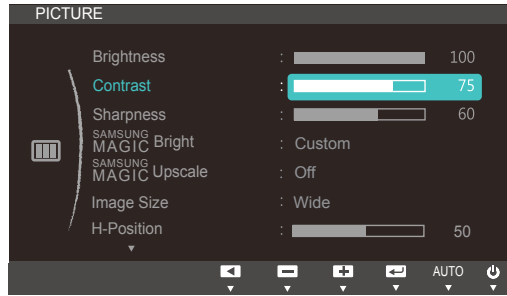 PICTURE
Brightness : 100
Contrast : 75
Sharpness : 60
SAMSUNG MAGIC Bright : Custom
SAMSUNG MAGIC Upscale : Off
Image Size : Wide
H-Position : 50
AUTO